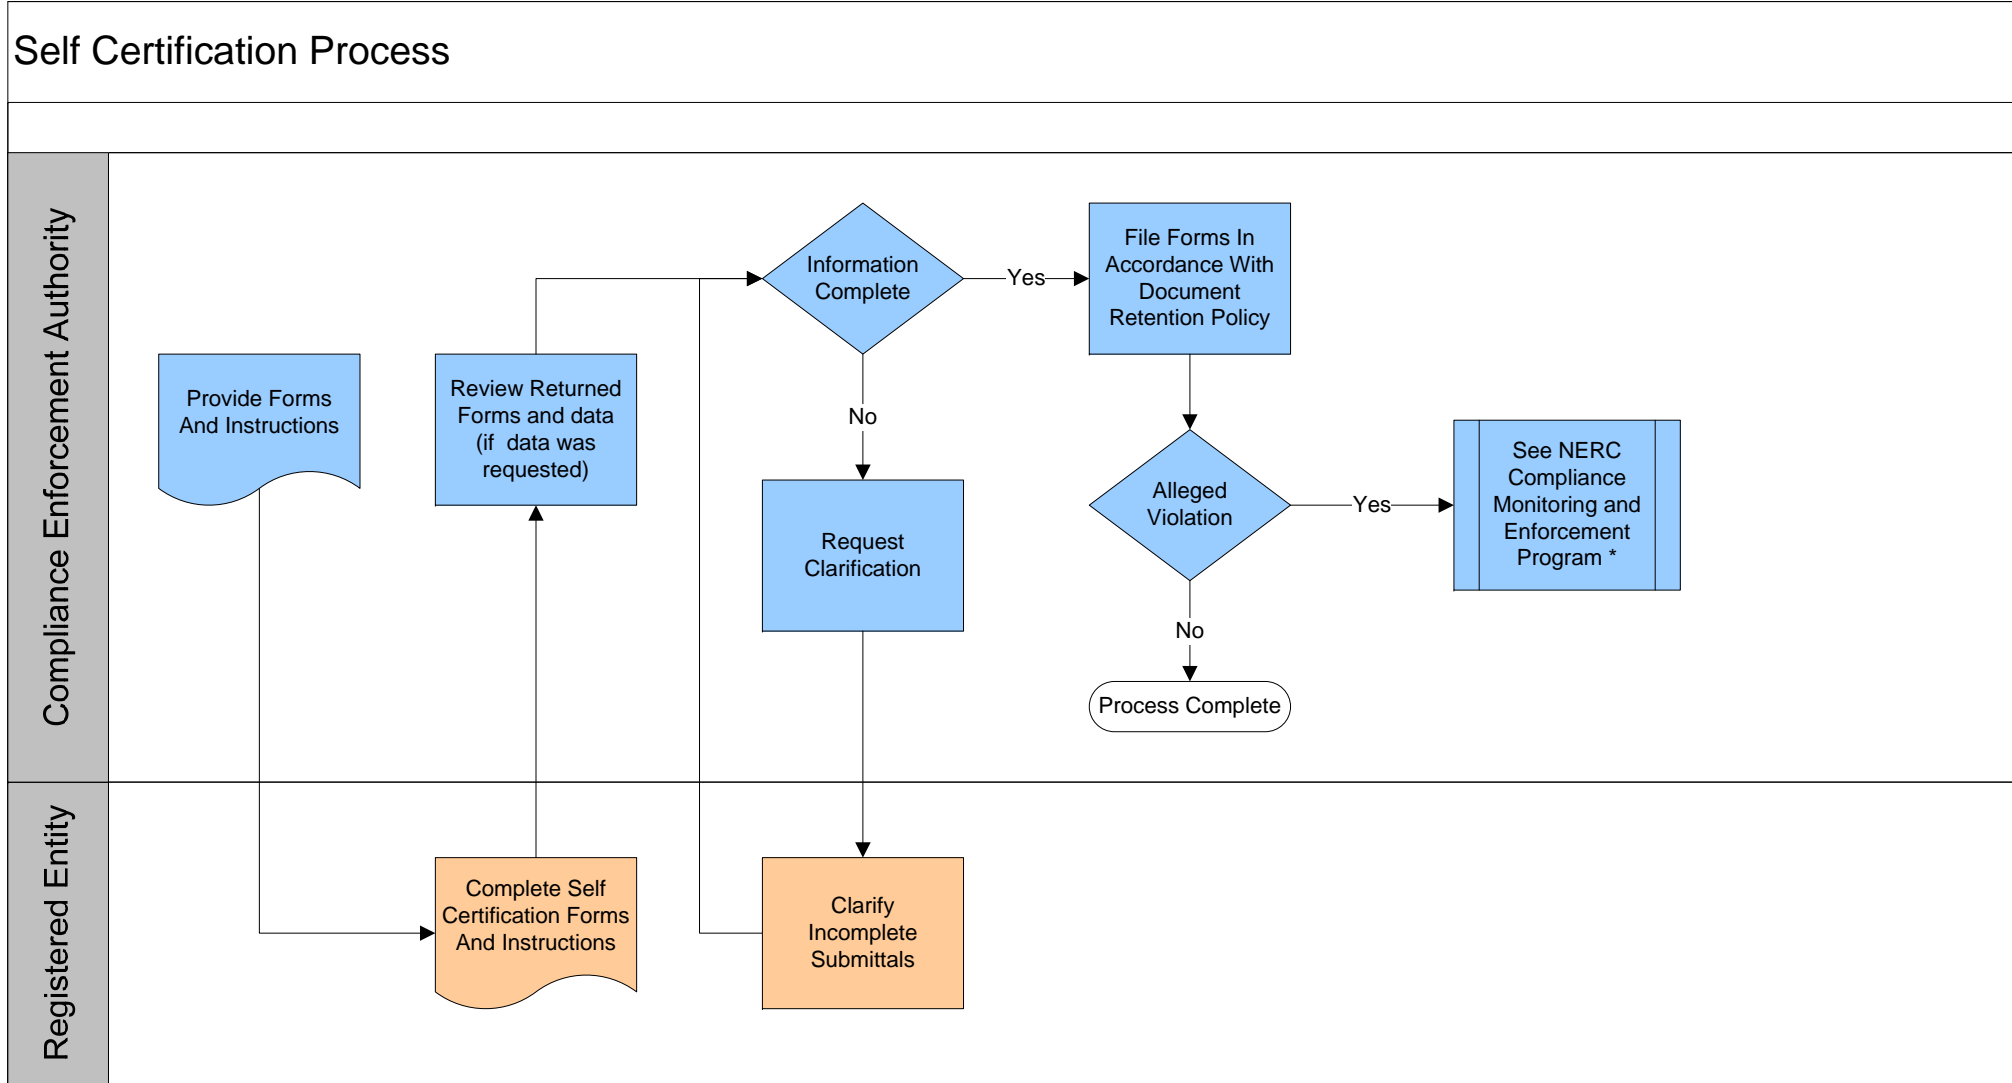 Self Certification Process
Compliance Enforcement Authority
Provide Forms
And Instructions
Review Returned
Forms and data
(if  data was
requested)
Information
Complete
Yes
No
File Forms In
Accordance With
Document
Retention Policy
Request
Clarification
Alleged
Violation
Yes
No
See NERC
Compliance
Monitoring and
Enforcement
Program *
Process Complete
Registered Entity
Complete Self
Certification Forms
And Instructions
Clarify
Incomplete
Submittals